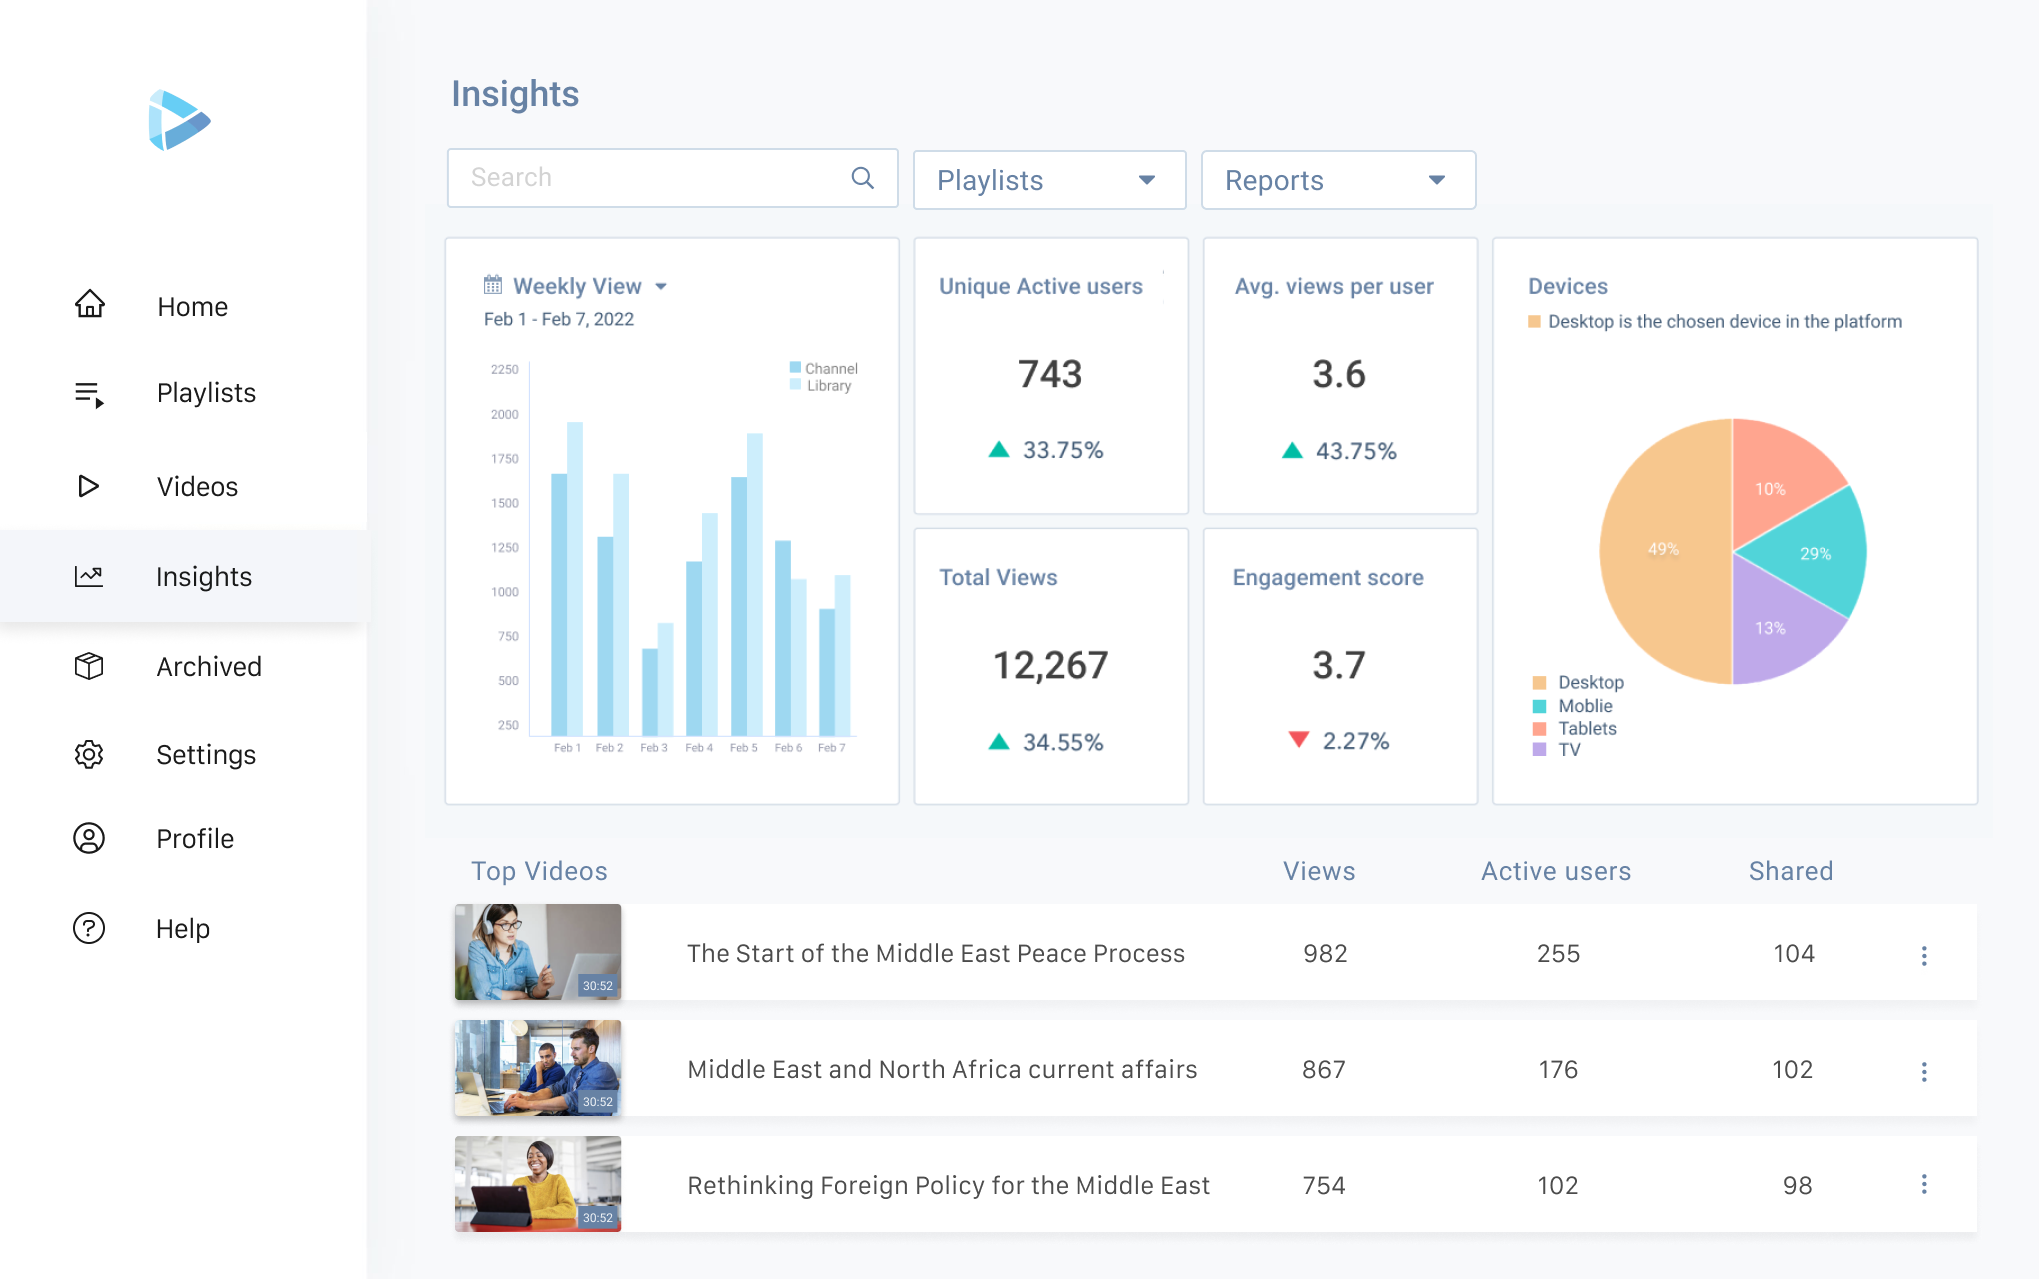 Home
Playlists
Videos
Insights
Archived
Settings
Profile
Help
Insights
Search
Playlists
Reports
Weekly View
Feb 1 - Feb 7, 2022
Channel
Library
2250
2000
1750
1500
1250
1000
750
500
250
Feb 1 Feb 2 Feb 3 Feb 4 Feb 5 Feb 6 Feb 7
Unique Active users
743
33.75%
Avg. views per user
3.6
43.75%
Total Views
12,267
34.55%
Engagement score
3.7
2.27%
Devices
Desktop is the chosen device in the platform
10%
49%
29%
13%
Desktop
Moblie
Tablets
TV
Top Videos Views Active users Shared
30:52
The Start of the Middle East Peace Process 982 255 104
30:52
Middle East and North Africa current affairs 867 176 102
30:52
Rethinking Foreign Policy for the Middle East 754 102 98